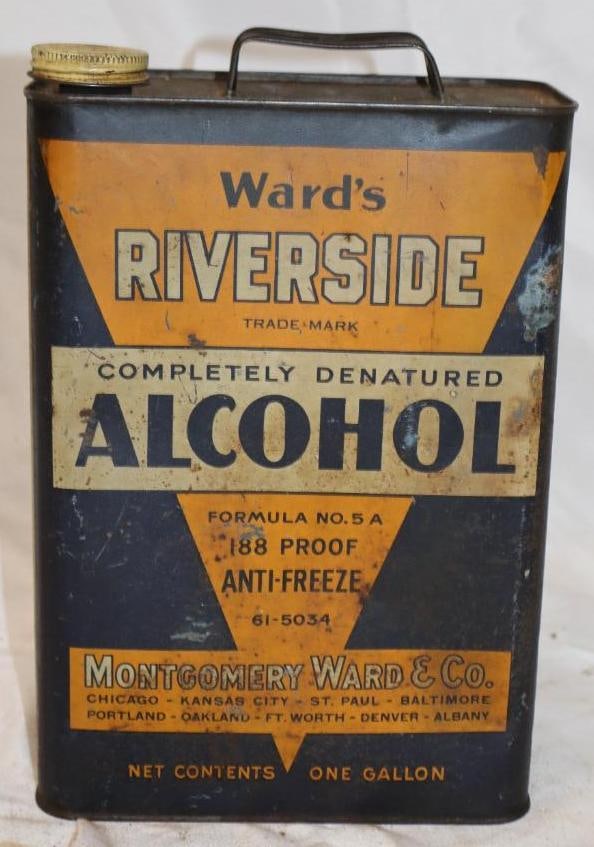 Ward's
RIVERSIDE
TRADE MARK
COMPLETELY DENATURED
ALCOHOL
FORMULA NO. 5 A
188 PROOF
ANTI-FREEZE
61-5034
MONTGOMERY WARD & CO.
CHICAGO - KANSAS CITY - ST. PAUL - BALTIMORE
PORTLAND - OAKLAND - FT. WORTH - DENVER - ALBANY
NET CONTENTS ONE GALLON